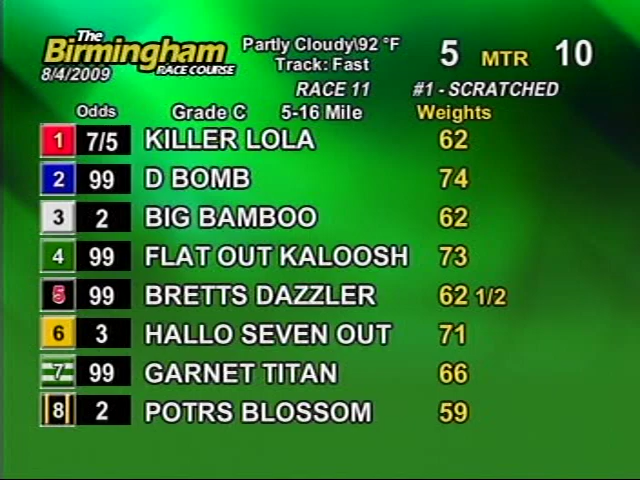 The
Birmingham
RACE COURSE
8/4/2009
Partly Cloudy\92 °F
Track: Fast
5 MTR 10
RACE 11 #1 - SCRATCHED
Odds Grade C 5-16 Mile Weights
1 7/5 KILLER LOLA 62
2 99 D BOMB 74
3 2 BIG BAMBOO 62
4 99 FLAT OUT KALOOSH 73
5 99 BRETTS DAZZLER 62 1/2
6 3 HALLO SEVEN OUT 71
7 99 GARNET TITAN 66
8 2 POTRS BLOSSOM 59